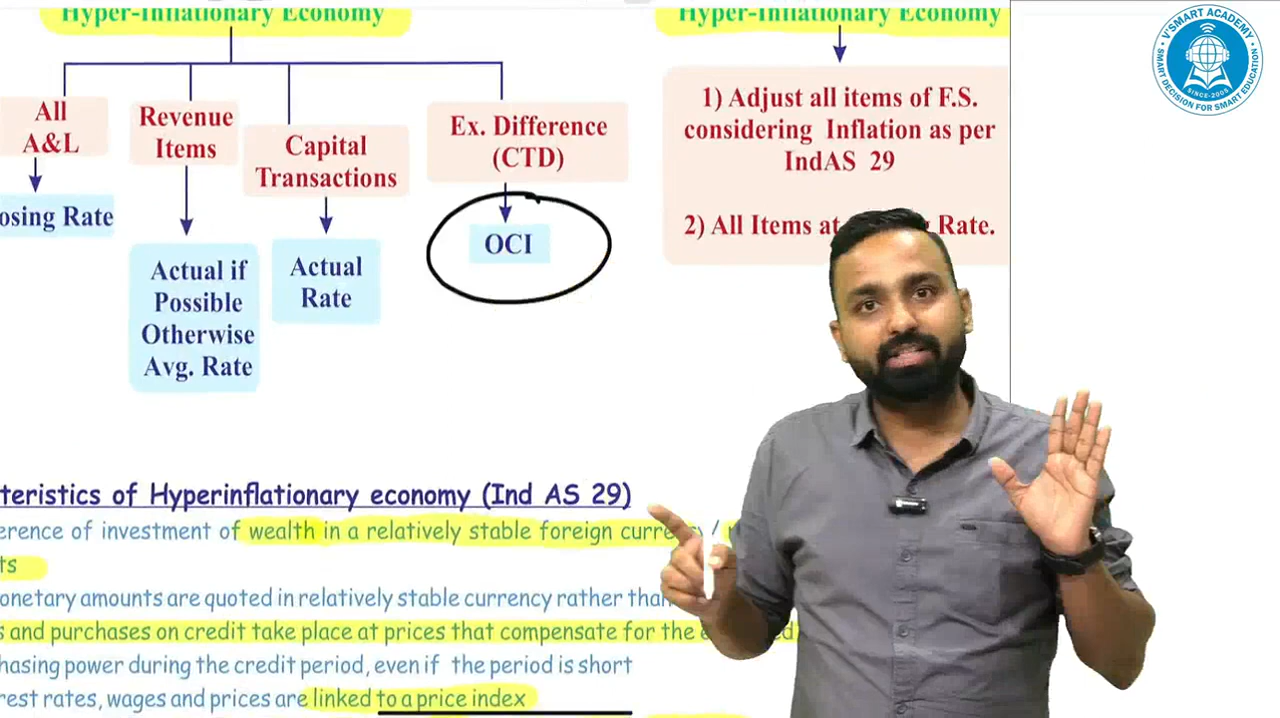 Hyper-Inflationary Economy
All
A&L
osing Rate
Revenue
Items
Actual if
Possible
Otherwise
Avg. Rate
Capital
Transactions
Actual
Rate
Ex. Difference
(CTD)
OCI
Hyper-Inflationary Economy
1) Adjust all items of F.S.
considering Inflation as per
IndAS 29
2) All Items at Rate.
V'SMART ACADEMY
SMART DECISION FOR SMART EDUCATION
SINCE-2005
teristics of Hyperinflationary economy (Ind AS 29)
erence of investment of wealth in a relatively stable foreign curre /
ts
onetary amounts are quoted in relatively stable currency rather than
s and purchases on credit take place at prices that compensate for the e
hasing power during the credit period, even if the period is short
rest rates, wages and prices are linked to a price index